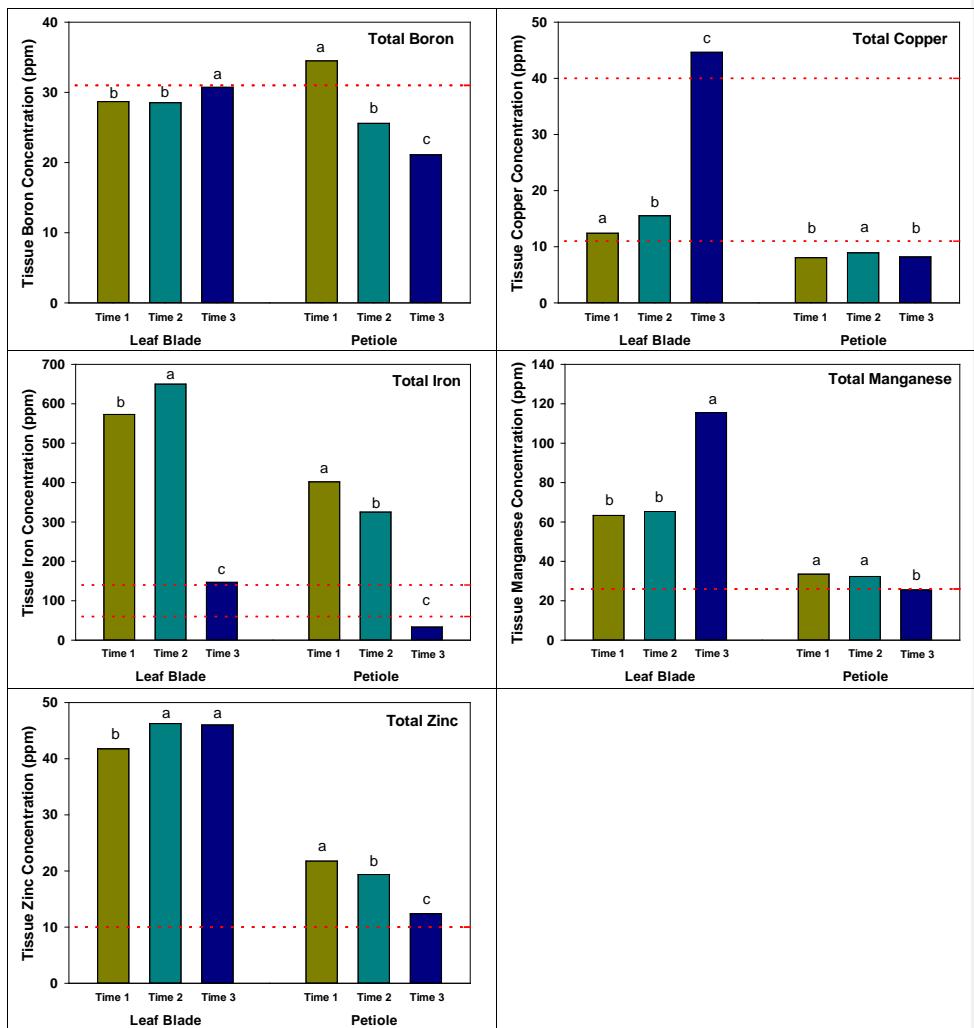 Total Boron
Tissue Boron Concentration (ppm)
40
30
20
10
0
b
b
a
a
b
c
Time 1 Time 2 Time 3 Time 1 Time 2 Time 3
Leaf Blade Petiole
Total Copper
Tissue Copper Concentration (ppm)
50
40
30
20
10
0
a
b
c
b
a
b
Time 1 Time 2 Time 3 Time 1 Time 2 Time 3
Leaf Blade Petiole
Total Iron
Tissue Iron Concentration (ppm)
700
600
500
400
300
200
100
0
b
a
c
a
b
c
Time 1 Time 2 Time 3 Time 1 Time 2 Time 3
Leaf Blade Petiole
Total Manganese
Tissue Manganese Concentration (ppm)
140
120
100
80
60
40
20
0
b
b
a
a
a
b
Time 1 Time 2 Time 3 Time 1 Time 2 Time 3
Leaf Blade Petiole
Total Zinc
Tissue Zinc Concentration (ppm)
50
40
30
20
10
0
b
a
a
a
b
c
Time 1 Time 2 Time 3 Time 1 Time 2 Time 3
Leaf Blade Petiole